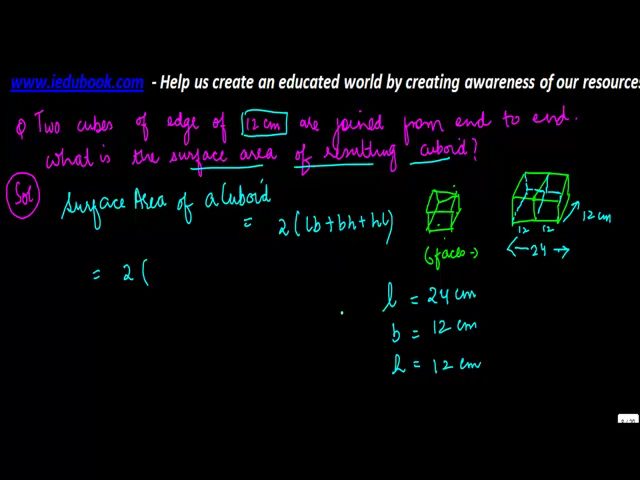 www.iedubook.com - Help us create an educated world by creating awareness of our resources
Q Two cubes of edge of 12 cm are joined from end to end.
What is the surface area of resulting cuboid?
Sol Surface Area of a Cuboid
= 2(lb + bh + hl)
= 2(
6 faces →
12 12
24
12 cm
l = 24 cm
b = 12 cm
h = 12 cm